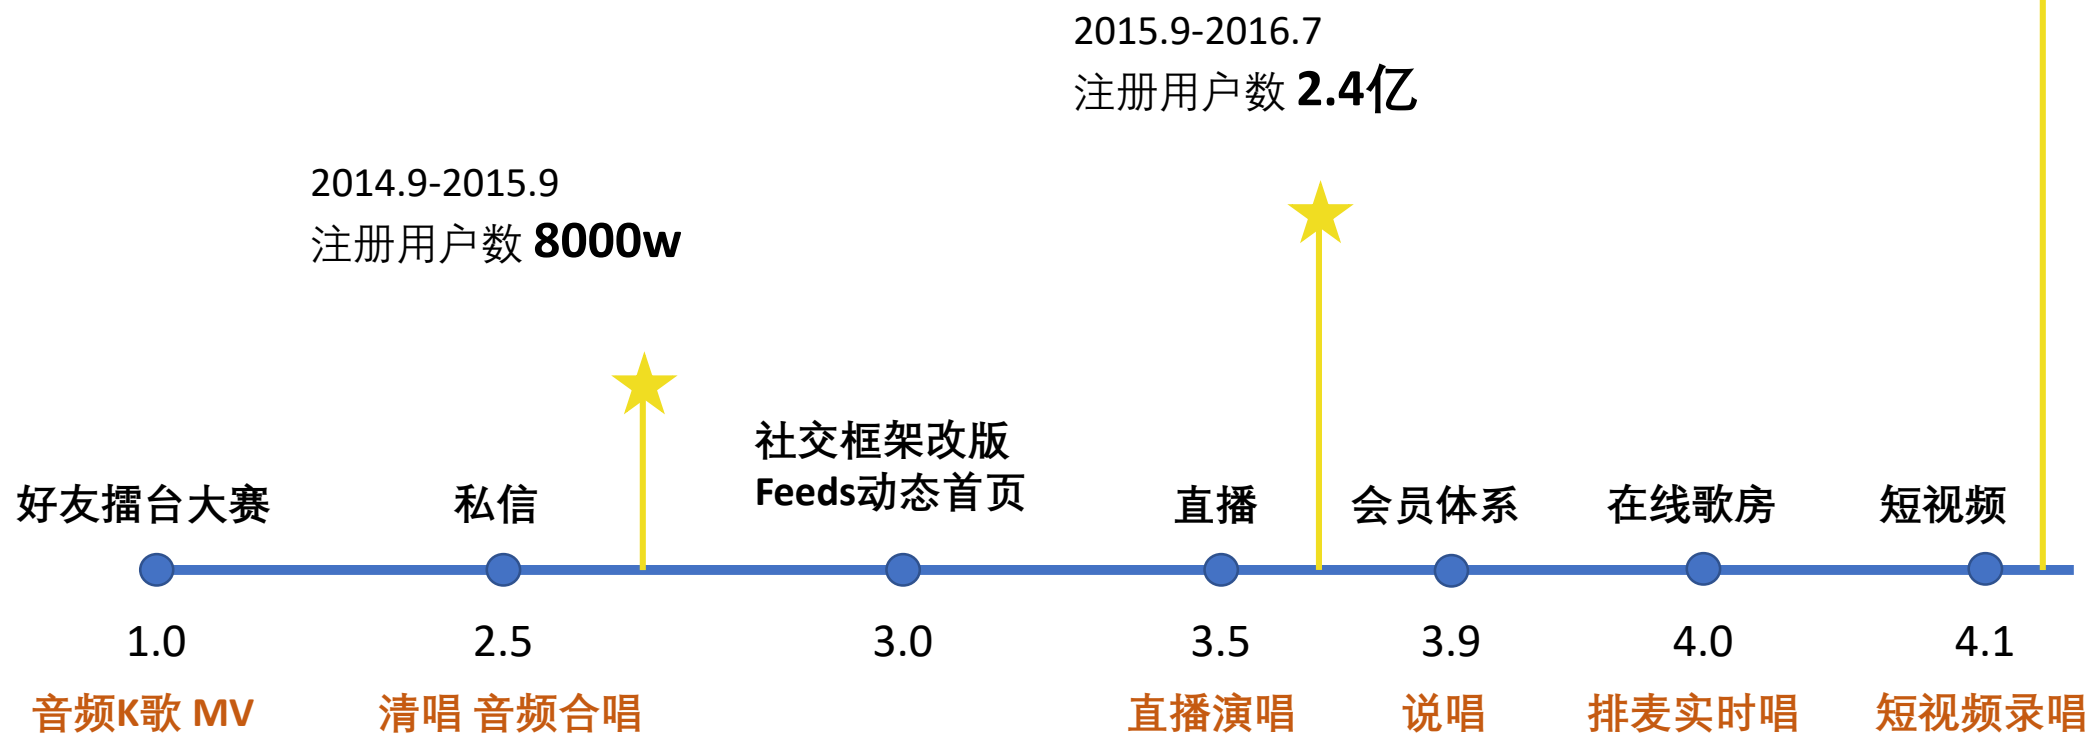 2015.9-2016.7
注册用户数 2.4亿
2014.9-2015.9
注册用户数 8000w
社交框架改版
Feeds动态首页
好友擂台大赛
私信
直播
会员体系
在线歌房
短视频
1.0
2.5
3.0
3.5
3.9
4.0
4.1
音频K歌 MV
清唱 音频合唱
直播演唱
说唱
排麦实时唱
短视频录唱